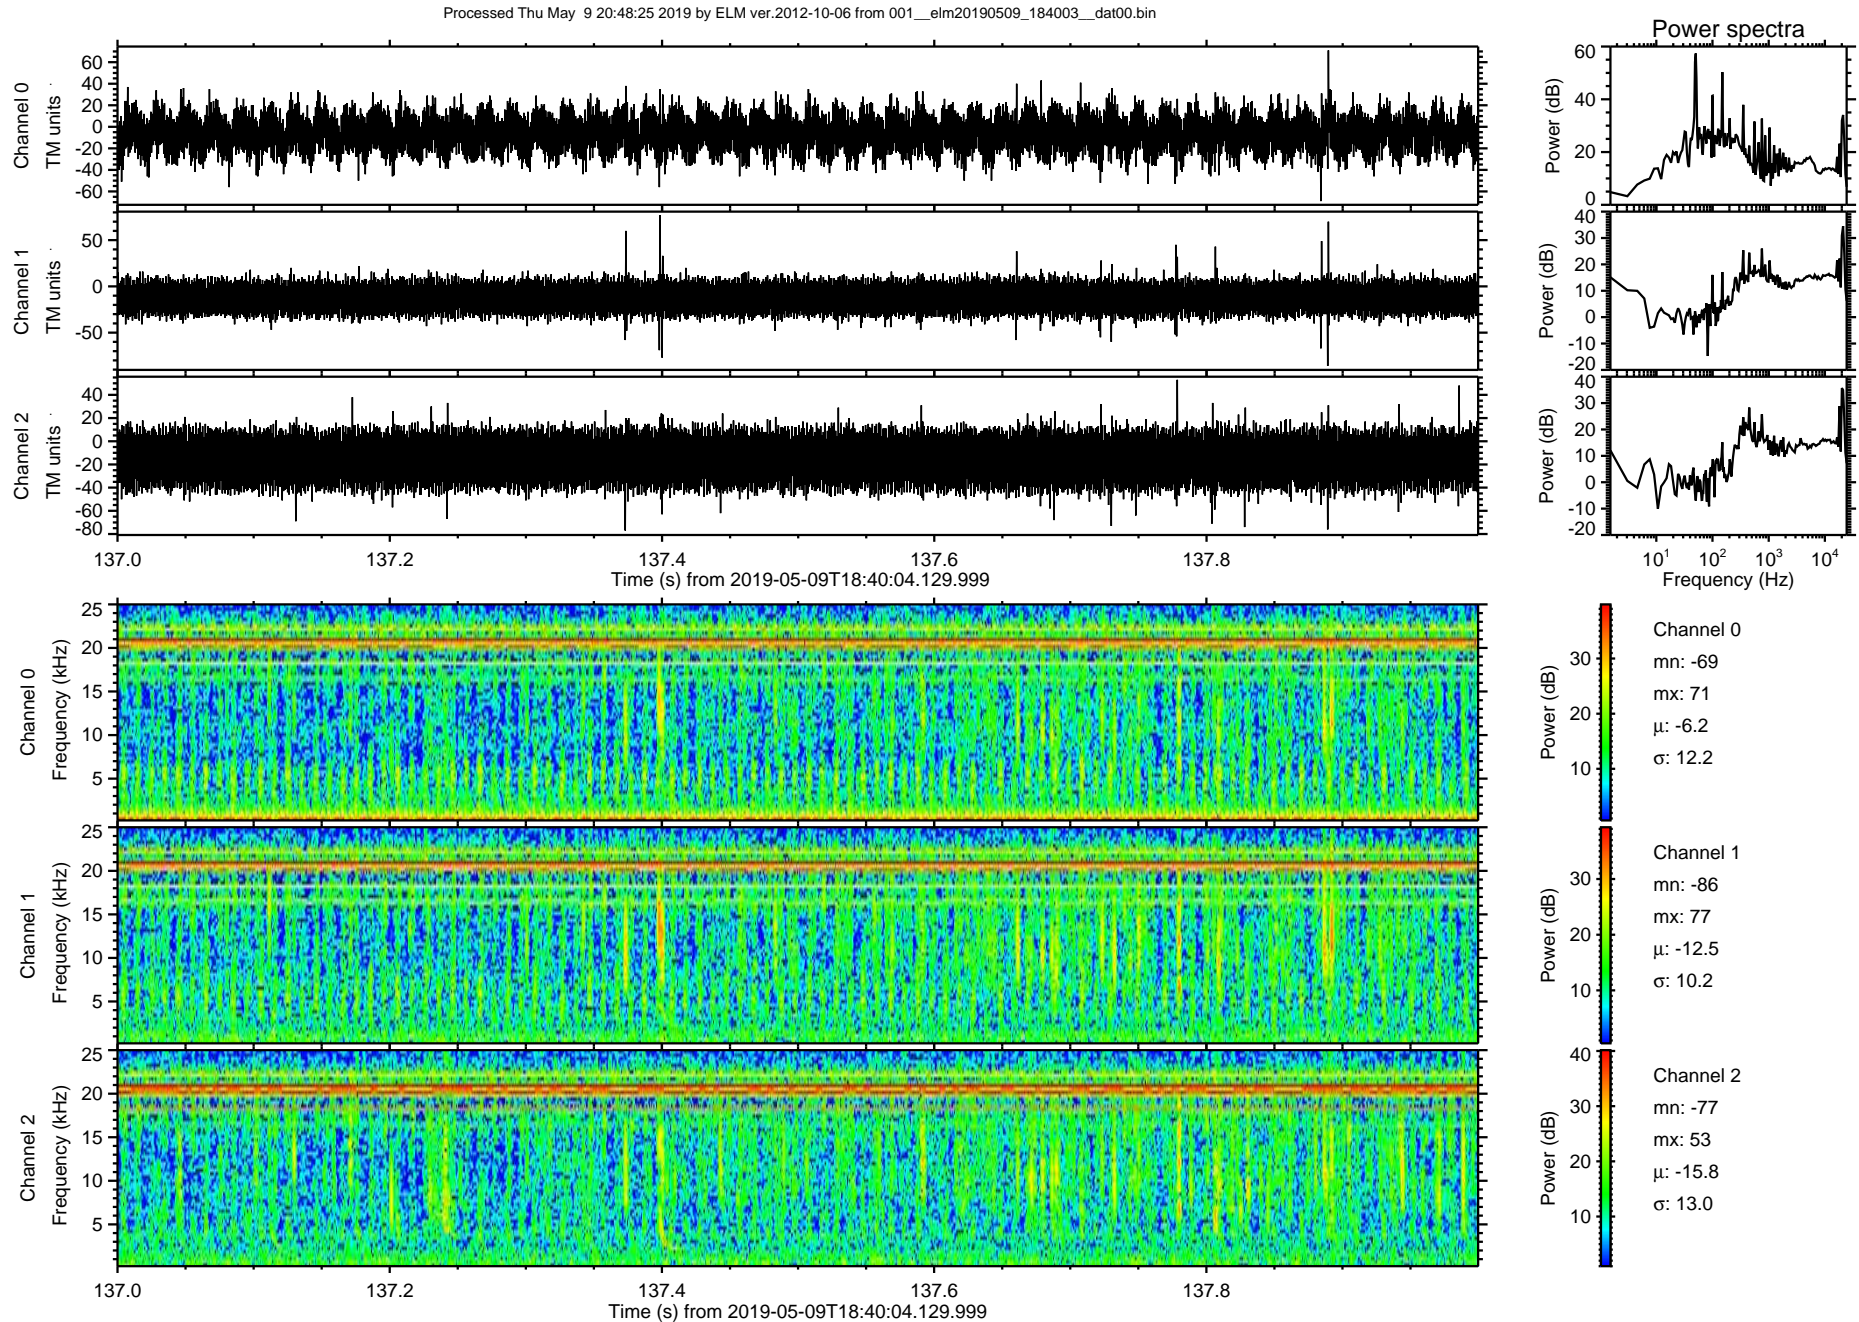 Processed Thu May  9 20:48:25 2019 by ELM ver.2012-10-06 from 001__elm20190509_184003__dat00.bin
Power spectra
Channel 0
TM units
60
40
20
0
-20
-40
-60
Power (dB)
60
40
20
0
Channel 1
TM units
50
0
-50
Power (dB)
40
30
20
10
0
-10
-20
Channel 2
TM units
40
20
0
-20
-40
-60
-80
Power (dB)
40
30
20
10
0
-10
-20
137.0 137.2 137.4 137.6 137.8
Time (s) from 2019-05-09T18:40:04.129.999
10^1 10^2 10^3 10^4
Frequency (Hz)
Channel 0
Frequency (kHz)
25
20
15
10
5
Power (dB)
30
20
10
Channel 0
mn: -69
mx: 71
μ: -6.2
σ: 12.2
Channel 1
Frequency (kHz)
25
20
15
10
5
Power (dB)
30
20
10
Channel 1
mn: -86
mx: 77
μ: -12.5
σ: 10.2
Channel 2
Frequency (kHz)
25
20
15
10
5
Power (dB)
40
30
20
10
Channel 2
mn: -77
mx: 53
μ: -15.8
σ: 13.0
137.0 137.2 137.4 137.6 137.8
Time (s) from 2019-05-09T18:40:04.129.999